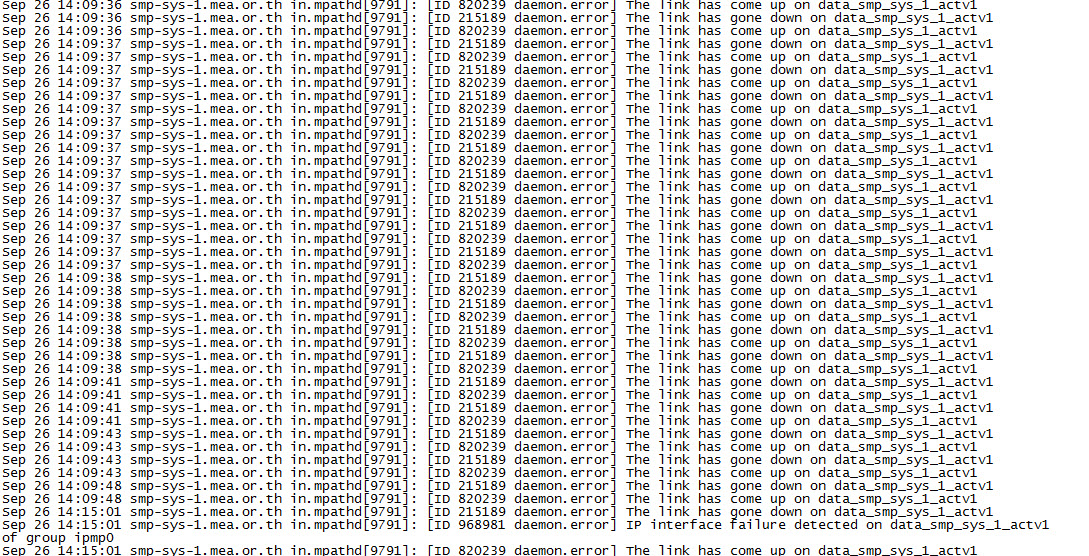 Sep 26 14:09:36 smp-sys-1.mea.or.th in.mpathd[9791]: [ID 820239 daemon.error] The link has come up on data_smp_sys_1_actv1
Sep 26 14:09:36 smp-sys-1.mea.or.th in.mpathd[9791]: [ID 215189 daemon.error] The link has gone down on data_smp_sys_1_actv1
Sep 26 14:09:36 smp-sys-1.mea.or.th in.mpathd[9791]: [ID 820239 daemon.error] The link has come up on data_smp_sys_1_actv1
Sep 26 14:09:37 smp-sys-1.mea.or.th in.mpathd[9791]: [ID 215189 daemon.error] The link has gone down on data_smp_sys_1_actv1
Sep 26 14:09:37 smp-sys-1.mea.or.th in.mpathd[9791]: [ID 820239 daemon.error] The link has come up on data_smp_sys_1_actv1
Sep 26 14:09:37 smp-sys-1.mea.or.th in.mpathd[9791]: [ID 215189 daemon.error] The link has gone down on data_smp_sys_1_actv1
Sep 26 14:09:37 smp-sys-1.mea.or.th in.mpathd[9791]: [ID 820239 daemon.error] The link has come up on data_smp_sys_1_actv1
Sep 26 14:09:37 smp-sys-1.mea.or.th in.mpathd[9791]: [ID 215189 daemon.error] The link has gone down on data_smp_sys_1_actv1
Sep 26 14:09:37 smp-sys-1.mea.or.th in.mpathd[9791]: [ID 820239 daemon.error] The link has come up on data_smp_sys_1_actv1
Sep 26 14:09:37 smp-sys-1.mea.or.th in.mpathd[9791]: [ID 215189 daemon.error] The link has gone down on data_smp_sys_1_actv1
Sep 26 14:09:37 smp-sys-1.mea.or.th in.mpathd[9791]: [ID 820239 daemon.error] The link has come up on data_smp_sys_1_actv1
Sep 26 14:09:37 smp-sys-1.mea.or.th in.mpathd[9791]: [ID 215189 daemon.error] The link has gone down on data_smp_sys_1_actv1
Sep 26 14:09:37 smp-sys-1.mea.or.th in.mpathd[9791]: [ID 820239 daemon.error] The link has come up on data_smp_sys_1_actv1
Sep 26 14:09:37 smp-sys-1.mea.or.th in.mpathd[9791]: [ID 215189 daemon.error] The link has gone down on data_smp_sys_1_actv1
Sep 26 14:09:37 smp-sys-1.mea.or.th in.mpathd[9791]: [ID 820239 daemon.error] The link has come up on data_smp_sys_1_actv1
Sep 26 14:09:37 smp-sys-1.mea.or.th in.mpathd[9791]: [ID 215189 daemon.error] The link has gone down on data_smp_sys_1_actv1
Sep 26 14:09:37 smp-sys-1.mea.or.th in.mpathd[9791]: [ID 820239 daemon.error] The link has come up on data_smp_sys_1_actv1
Sep 26 14:09:37 smp-sys-1.mea.or.th in.mpathd[9791]: [ID 215189 daemon.error] The link has gone down on data_smp_sys_1_actv1
Sep 26 14:09:37 smp-sys-1.mea.or.th in.mpathd[9791]: [ID 820239 daemon.error] The link has come up on data_smp_sys_1_actv1
Sep 26 14:09:37 smp-sys-1.mea.or.th in.mpathd[9791]: [ID 215189 daemon.error] The link has gone down on data_smp_sys_1_actv1
Sep 26 14:09:37 smp-sys-1.mea.or.th in.mpathd[9791]: [ID 820239 daemon.error] The link has come up on data_smp_sys_1_actv1
Sep 26 14:09:38 smp-sys-1.mea.or.th in.mpathd[9791]: [ID 215189 daemon.error] The link has gone down on data_smp_sys_1_actv1
Sep 26 14:09:38 smp-sys-1.mea.or.th in.mpathd[9791]: [ID 820239 daemon.error] The link has come up on data_smp_sys_1_actv1
Sep 26 14:09:38 smp-sys-1.mea.or.th in.mpathd[9791]: [ID 215189 daemon.error] The link has gone down on data_smp_sys_1_actv1
Sep 26 14:09:38 smp-sys-1.mea.or.th in.mpathd[9791]: [ID 820239 daemon.error] The link has come up on data_smp_sys_1_actv1
Sep 26 14:09:38 smp-sys-1.mea.or.th in.mpathd[9791]: [ID 215189 daemon.error] The link has gone down on data_smp_sys_1_actv1
Sep 26 14:09:38 smp-sys-1.mea.or.th in.mpathd[9791]: [ID 820239 daemon.error] The link has come up on data_smp_sys_1_actv1
Sep 26 14:09:38 smp-sys-1.mea.or.th in.mpathd[9791]: [ID 215189 daemon.error] The link has gone down on data_smp_sys_1_actv1
Sep 26 14:09:38 smp-sys-1.mea.or.th in.mpathd[9791]: [ID 820239 daemon.error] The link has come up on data_smp_sys_1_actv1
Sep 26 14:09:41 smp-sys-1.mea.or.th in.mpathd[9791]: [ID 215189 daemon.error] The link has gone down on data_smp_sys_1_actv1
Sep 26 14:09:41 smp-sys-1.mea.or.th in.mpathd[9791]: [ID 820239 daemon.error] The link has come up on data_smp_sys_1_actv1
Sep 26 14:09:41 smp-sys-1.mea.or.th in.mpathd[9791]: [ID 215189 daemon.error] The link has gone down on data_smp_sys_1_actv1
Sep 26 14:09:41 smp-sys-1.mea.or.th in.mpathd[9791]: [ID 820239 daemon.error] The link has come up on data_smp_sys_1_actv1
Sep 26 14:09:43 smp-sys-1.mea.or.th in.mpathd[9791]: [ID 215189 daemon.error] The link has gone down on data_smp_sys_1_actv1
Sep 26 14:09:43 smp-sys-1.mea.or.th in.mpathd[9791]: [ID 820239 daemon.error] The link has come up on data_smp_sys_1_actv1
Sep 26 14:09:43 smp-sys-1.mea.or.th in.mpathd[9791]: [ID 215189 daemon.error] The link has gone down on data_smp_sys_1_actv1
Sep 26 14:09:43 smp-sys-1.mea.or.th in.mpathd[9791]: [ID 820239 daemon.error] The link has come up on data_smp_sys_1_actv1
Sep 26 14:09:48 smp-sys-1.mea.or.th in.mpathd[9791]: [ID 215189 daemon.error] The link has gone down on data_smp_sys_1_actv1
Sep 26 14:09:48 smp-sys-1.mea.or.th in.mpathd[9791]: [ID 820239 daemon.error] The link has come up on data_smp_sys_1_actv1
Sep 26 14:15:01 smp-sys-1.mea.or.th in.mpathd[9791]: [ID 215189 daemon.error] The link has gone down on data_smp_sys_1_actv1
Sep 26 14:15:01 smp-sys-1.mea.or.th in.mpathd[9791]: [ID 968981 daemon.error] IP interface failure detected on data_smp_sys_1_actv1
of group ipmp0
Sep 26 14:15:01 smp-sys-1.mea.or.th in.mpathd[9791]: [ID 820239 daemon.error] The link has come up on data_smp_sys_1_actv1